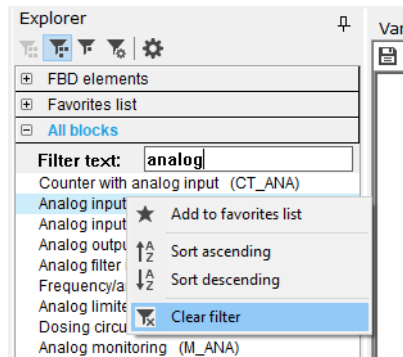 Explorer
Var
FBD elements
Favorites list
All blocks
Filter text: analog
Counter with analog input (CT_ANA)
Analog input
Analog input
Analog outpu
Analog filter
Frequency/a
Analog limite
Dosing circu
Analog monitoring (M_ANA)
Add to favorites list
Sort ascending
Sort descending
Clear filter